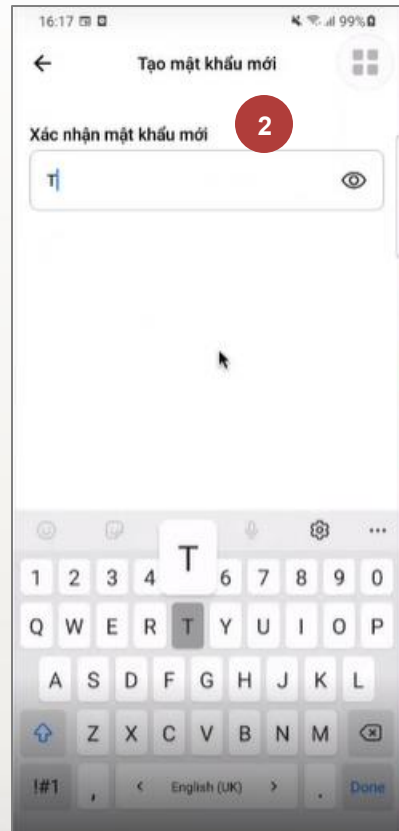 16:17 99%
Tạo mật khẩu mới
Xác nhận mật khẩu mới
2
T
T
1 2 3 4 6 7 8 9 0
Q W E R T Y U I O P
A S D F G H J K L
Z X C V B N M
!#1 , < English (UK) > . Done